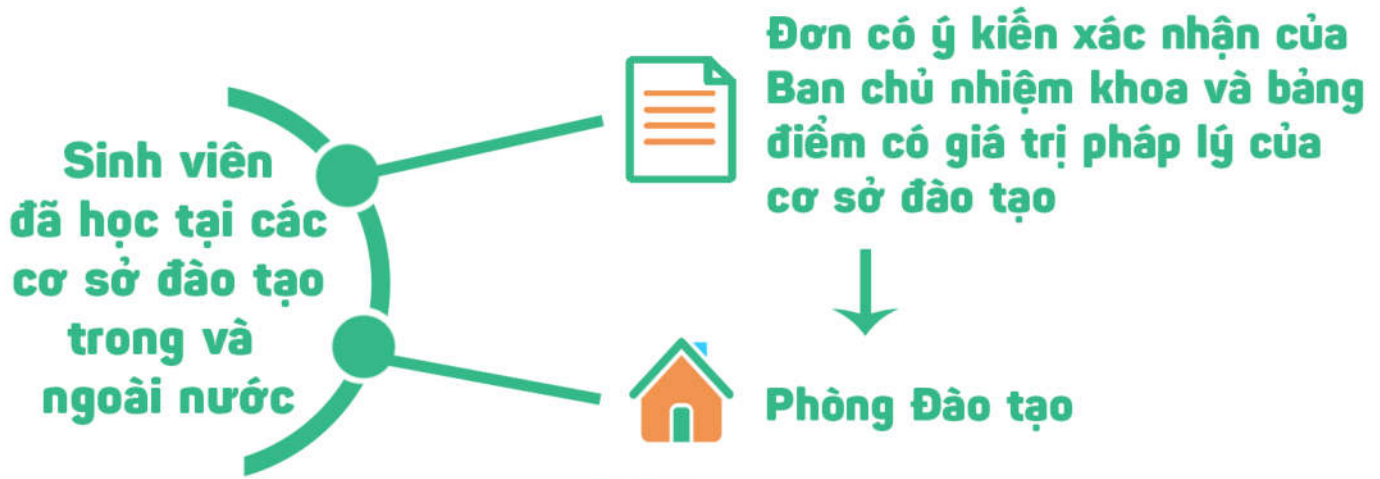 Sinh viên
đã học tại các
cơ sở đào tạo
trong và
ngoài nước
Đơn có ý kiến xác nhận của
Ban chủ nhiệm khoa và bảng
điểm có giá trị pháp lý của
cơ sở đào tạo
Phòng Đào tạo